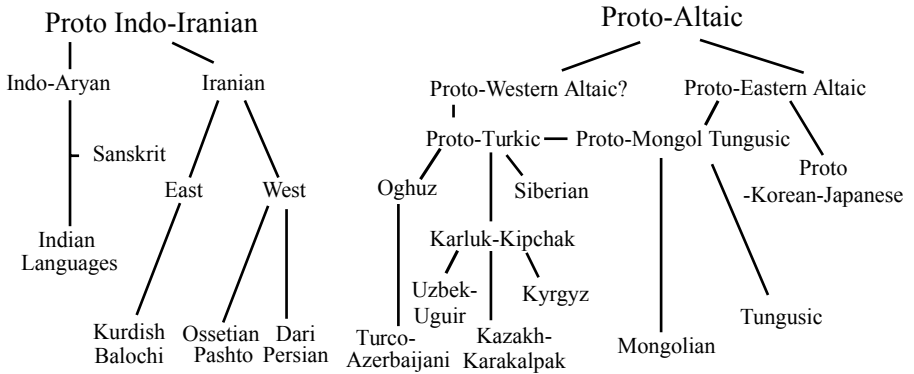 Proto Indo-Iranian
Proto-Altaic
Indo-Aryan
Iranian
Proto-Western Altaic?
Proto-Eastern Altaic
Sanskrit
Proto-Turkic
Proto-Mongol Tungusic
East
West
Oghuz
Siberian
Proto
-Korean-Japanese
Indian
Languages
Karluk-Kipchak
Uzbek-
Uguir
Kyrgyz
Kurdish
Balochi
Ossetian
Pashto
Dari
Persian
Turco-
Azerbaijani
Kazakh-
Karakalpak
Mongolian
Tungusic